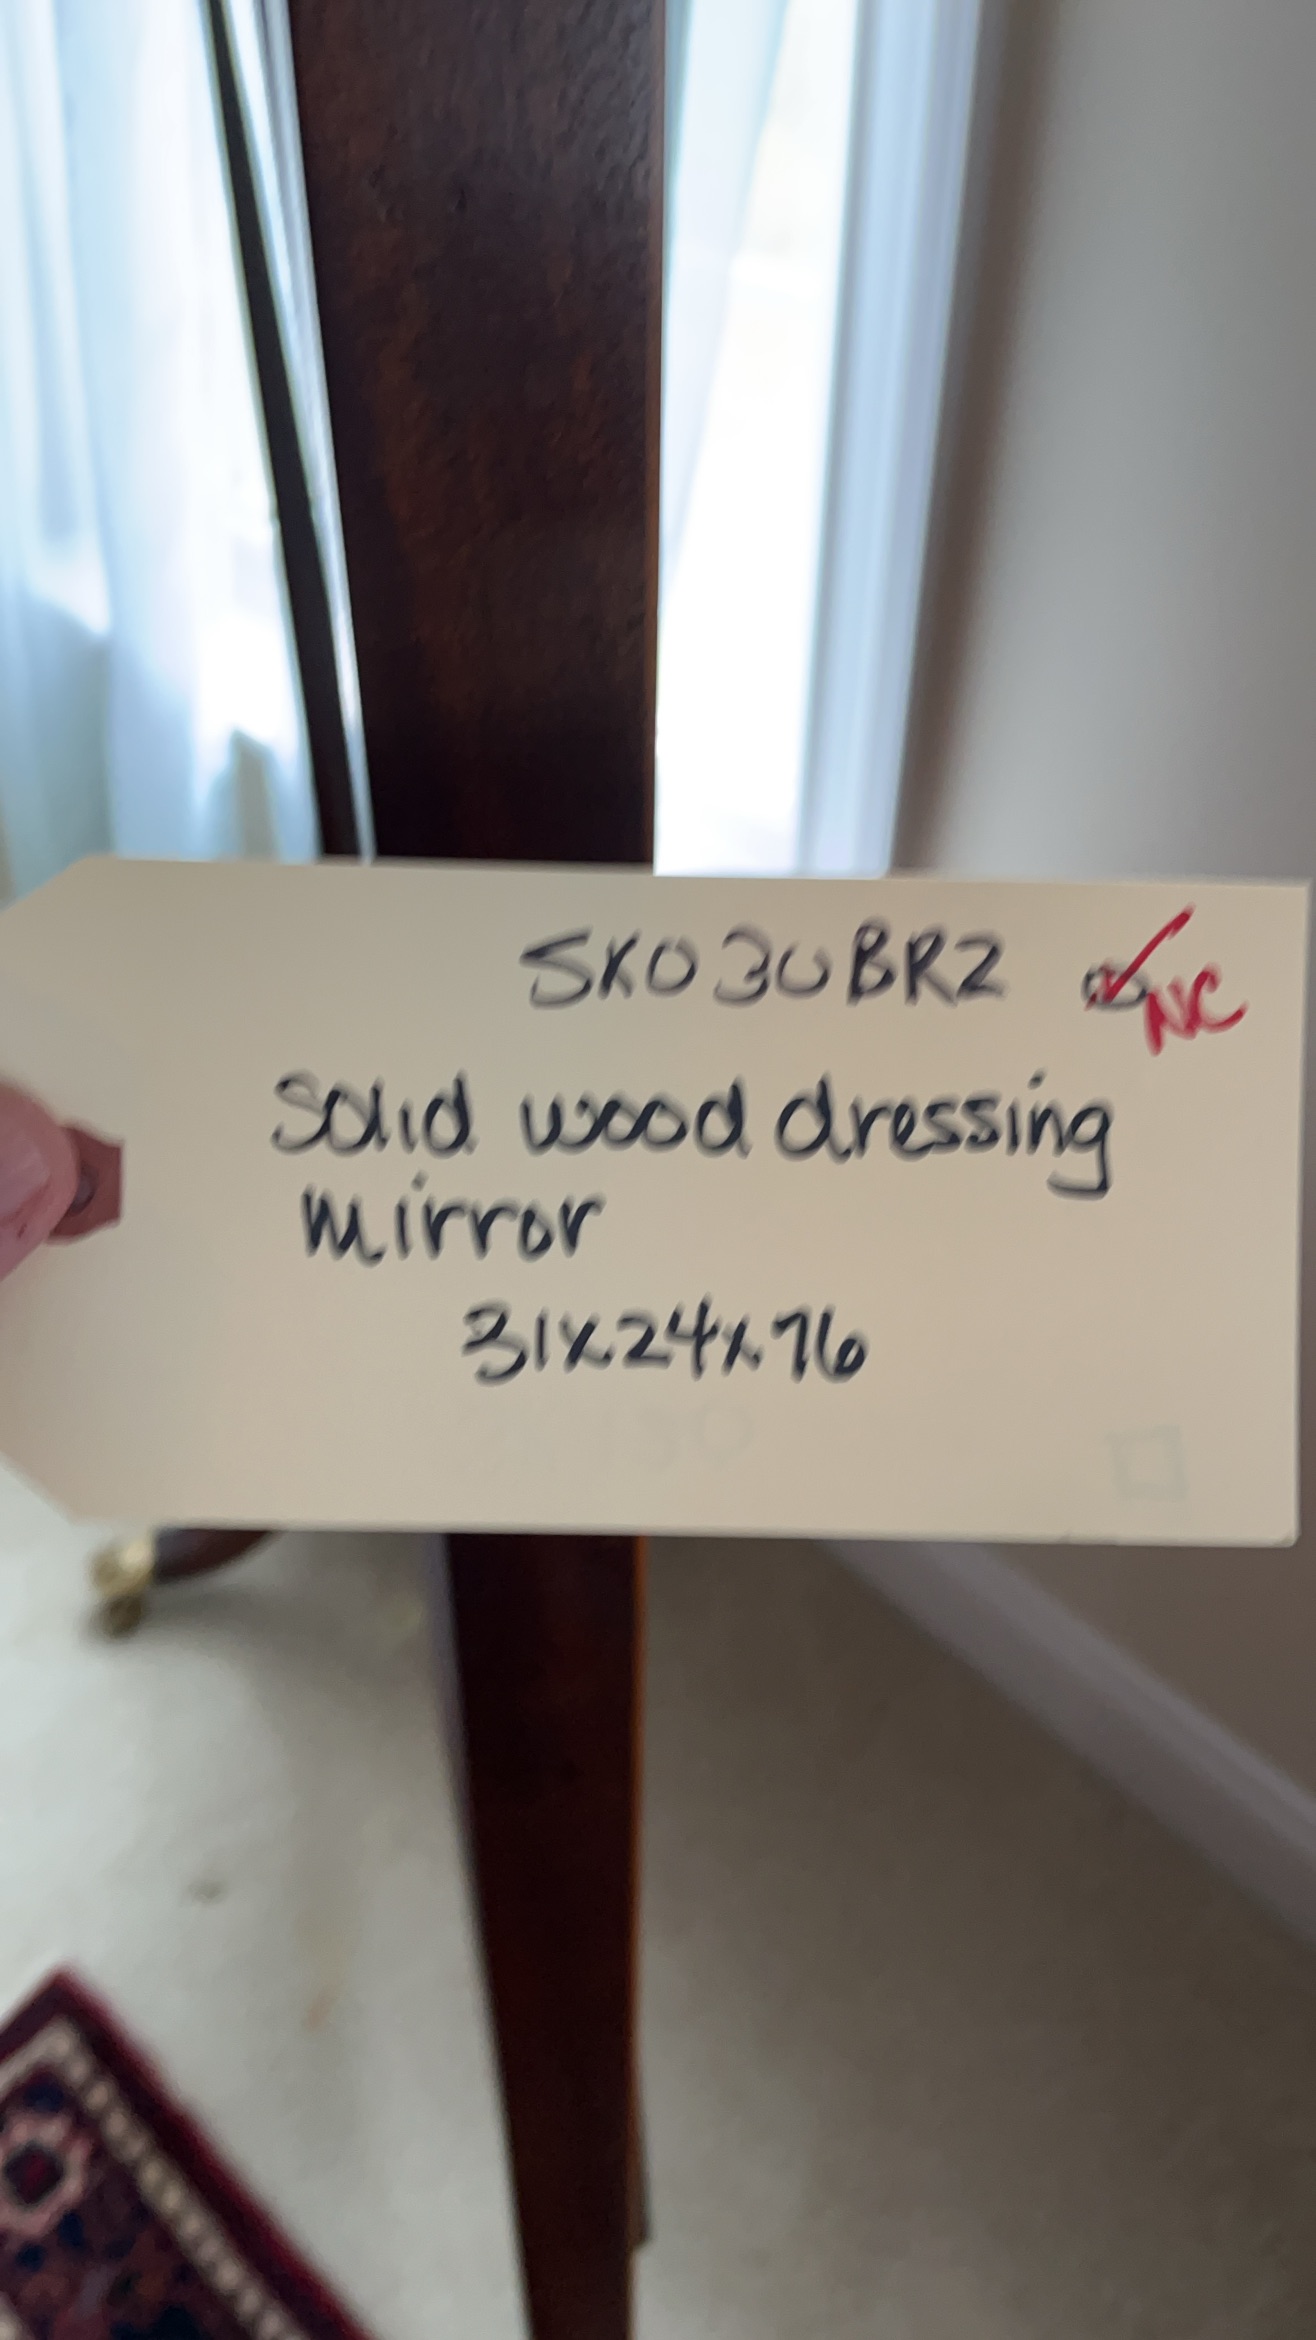 SK030BR2 NC
Solid wood dressing
mirror
31x24x76